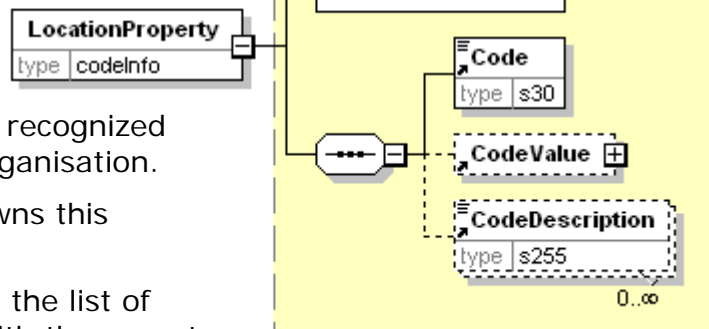 LocationProperty
type codeInfo
Code
type s30
recognized
ganisation.
CodeValue
wns this
CodeDescription
type s255
the list of
0..∞